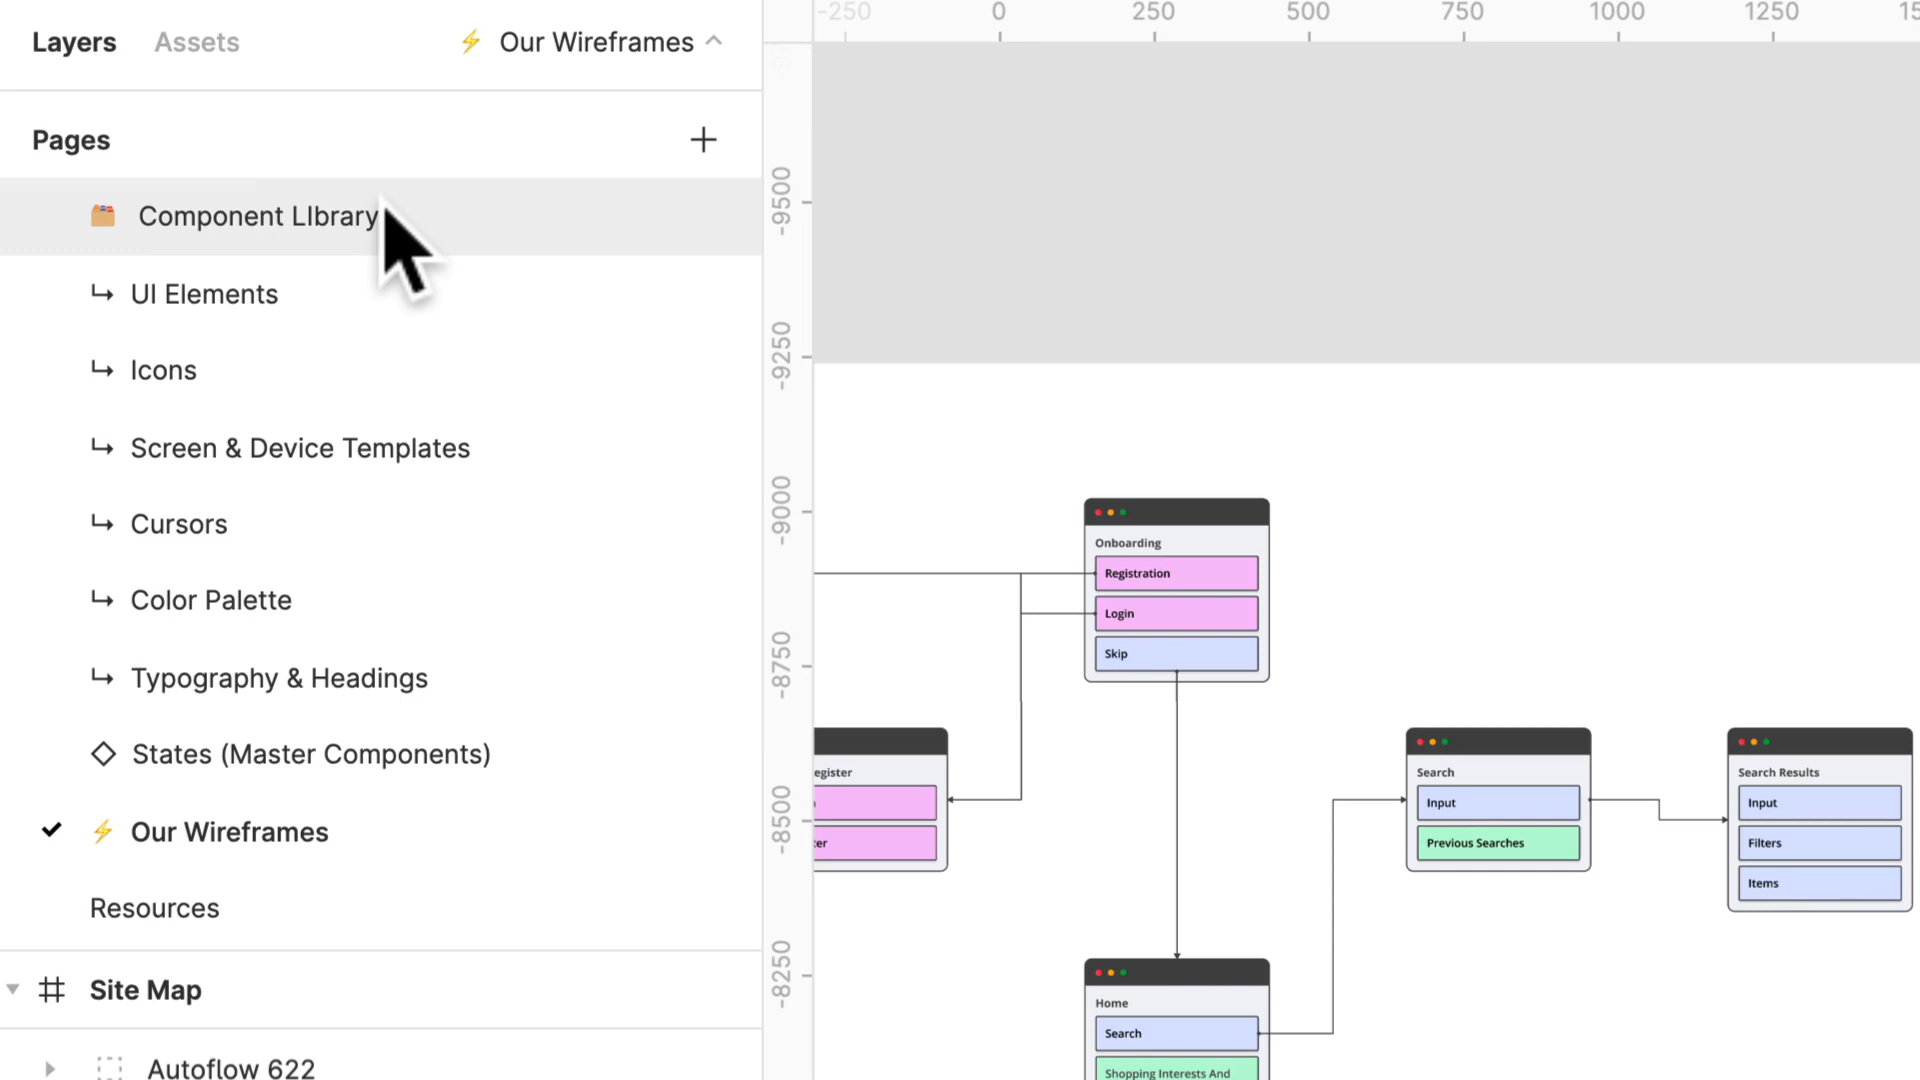 Layers Assets ⚡ Our Wireframes
Pages
Component LIbrary
UI Elements
Icons
Screen & Device Templates
Cursors
Color Palette
Typography & Headings
States (Master Components)
⚡ Our Wireframes
Resources
Site Map
Autoflow 622
-250 0 250 500 750 1000 1250
-9500
-9250
-9000
-8750
-8500
-8250
Onboarding
Registration
Login
Skip
egister
ter
Search
Input
Previous Searches
Search Results
Input
Filters
Items
Home
Search
Shopping Interests And